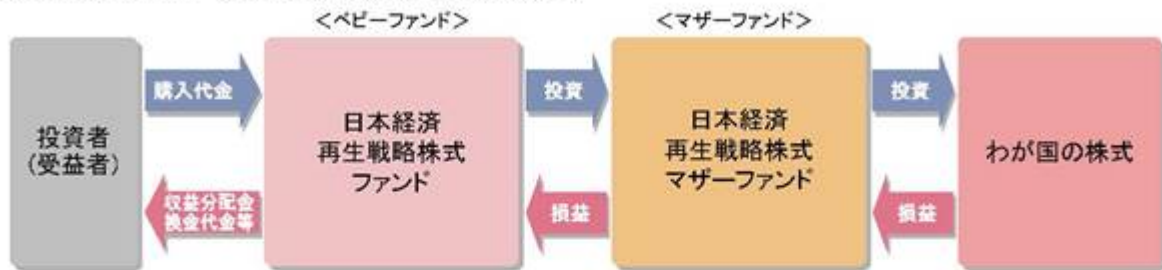 <ベビーファンド>
<マザーファンド>
投資者
(受益者)
購入代金
収益分配金
換金代金等
日本経済
再生戦略株式
ファンド
投資
損益
日本経済
再生戦略株式
マザーファンド
投資
損益
わが国の株式